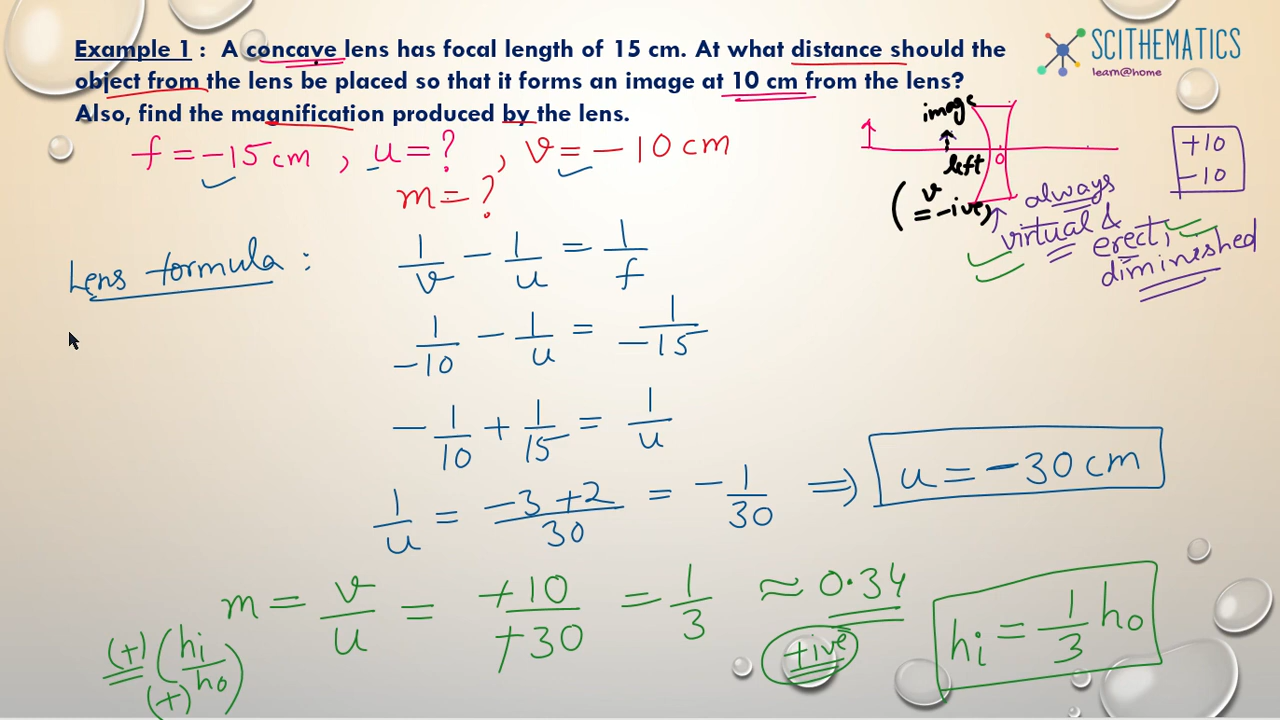 Example 1 : A concave lens has focal length of 15 cm. At what distance should the
object from the lens be placed so that it forms an image at 10 cm from the lens?
Also, find the magnification produced by the lens.
SCITHEMATICS
learn@home
f = -15 cm , u = ? , v = -10 cm
m = ?
image
left
O
( v = -ive)
+10
-10
always
virtual &
erect,
diminished
Lens formula : 1/v - 1/u = 1/f
1/-10 - 1/u = 1/-15
-1/10 + 1/15 = 1/u
1/u = -3+2/30 = -1/30 ⇒ u = -30 cm
m = v/u = +10/+30 = 1/3 ≈ 0.34
+ive
(+) (hi/ho)
(+)
hi = 1/3 ho